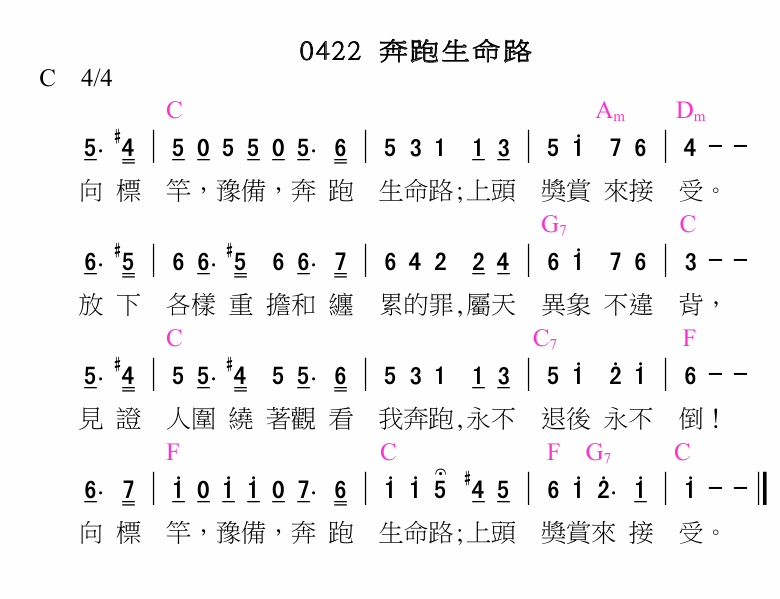 0422 奔跑生命路
C 4/4
C Am Dm
5. #4 | 5 0 5 5 0 5. 6 | 5 3 1 1 3 | 5 i 7 6 | 4 - -
向 標 竿，豫備，奔 跑 生命路；上頭 獎賞 來接 受。
G7 C
6. #5 | 6 6. #5 6 6. 7 | 6 4 2 2 4 | 6 i 7 6 | 3 - -
放 下 各樣 重 擔和 纏 累的罪,屬天 異象 不違 背，
C C7 F
5. #4 | 5 5. #4 5 5. 6 | 5 3 1 1 3 | 5 i 2̇ i | 6 - -
見 證 人圍 繞 著觀 看 我奔跑,永不 退後 永不 倒！
F C F G7 C
6. 7 | i 0 i i 0 7. 6 | i i 5 #4 5 | 6 i 2̇. i | i - - ‖
向 標 竿，豫備，奔 跑 生命路；上頭 獎賞來 接 受。